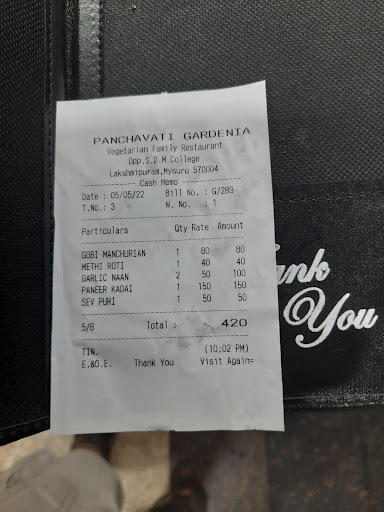 PANCHAVATI GARDENIA
Vegetarian Family Restaurant
Opp.S.D.M College
Lakshmipuram,Mysuru 570004
Cash Memo
Date : 05/05/22 Bill No. : G/289
T.No.: 3 W. No. : 1
Particulars Qty Rate Amount
GOBI MANCHURIAN 1 80 80
METHI ROTI 1 40 40
GARLIC NAAN 2 50 100
PANEER KADAI 1 150 150
SEV PURI 1 50 50
5/6 Total : 420
TIN. (10:02 PM)
E.&O.E. Thank You Visit Again=
ank
You